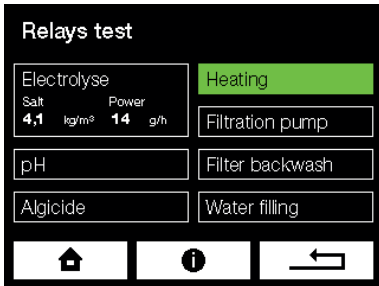 Relays test
Electrolyse
Salt Power
4,1 kg/m³ 14 g/h
pH
Algicide
Heating
Filtration pump
Filter backwash
Water filling